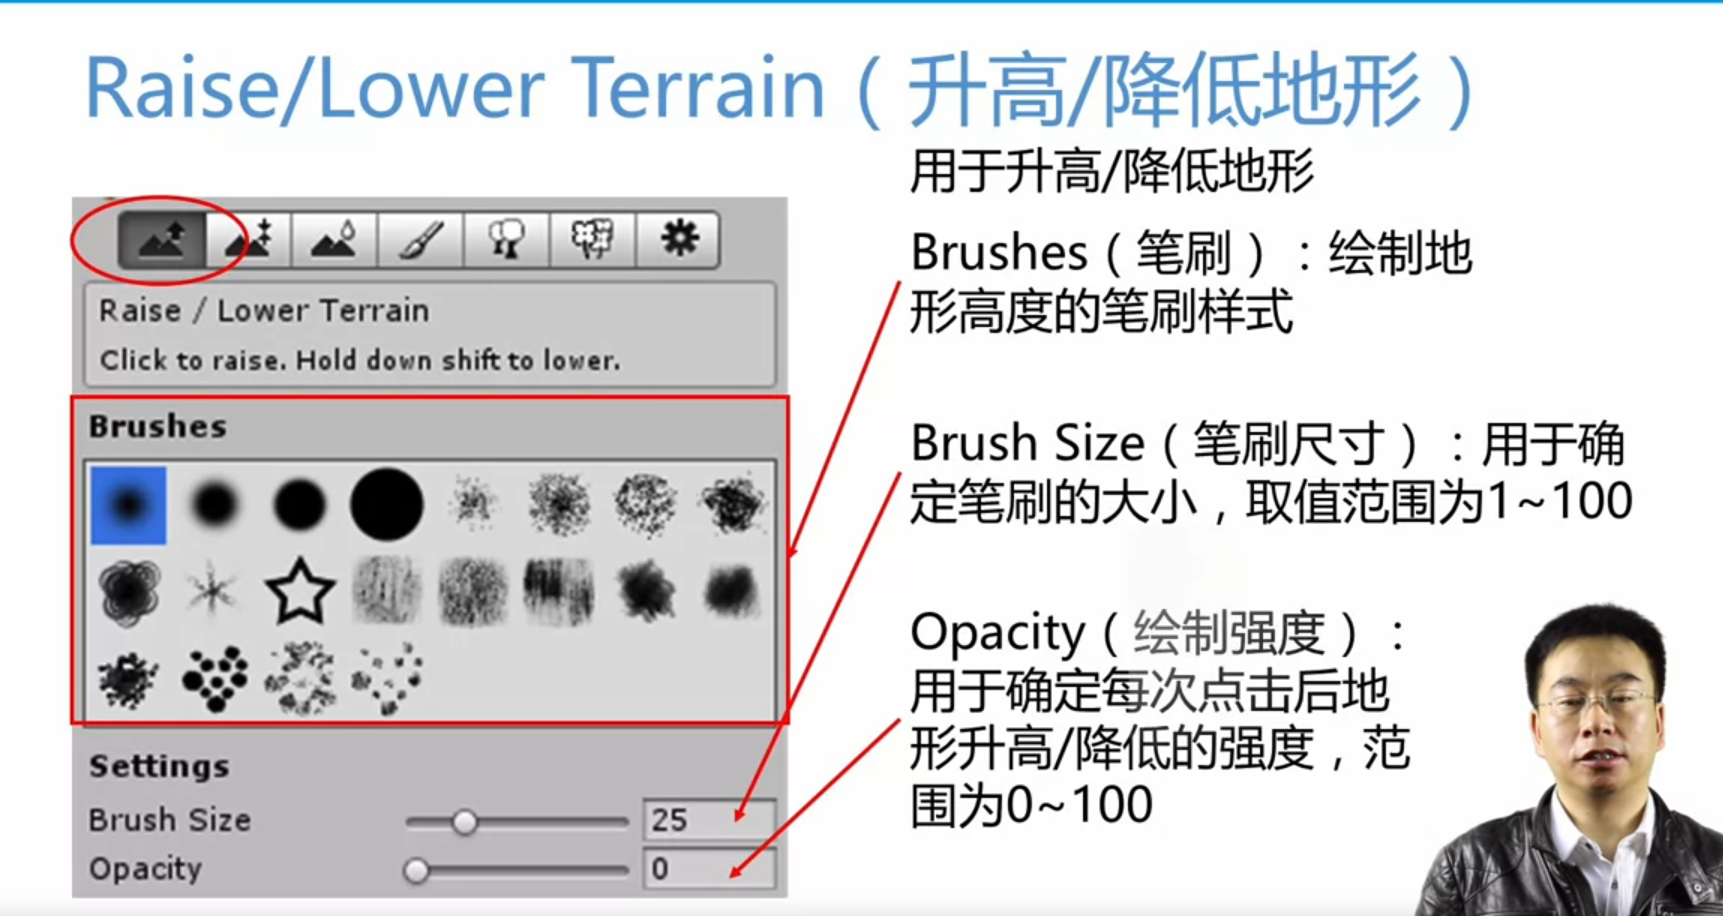 Raise/Lower Terrain（升高/降低地形）
用于升高/降低地形
Brushes（笔刷）：绘制地
形高度的笔刷样式
Brush Size（笔刷尺寸）：用于确
定笔刷的大小，取值范围为1~100
Opacity（绘制强度）：
用于确定每次点击后地
形升高/降低的强度，范
围为0~100
Raise / Lower Terrain
Click to raise. Hold down shift to lower.
Brushes
Settings
Brush Size 25
Opacity 0